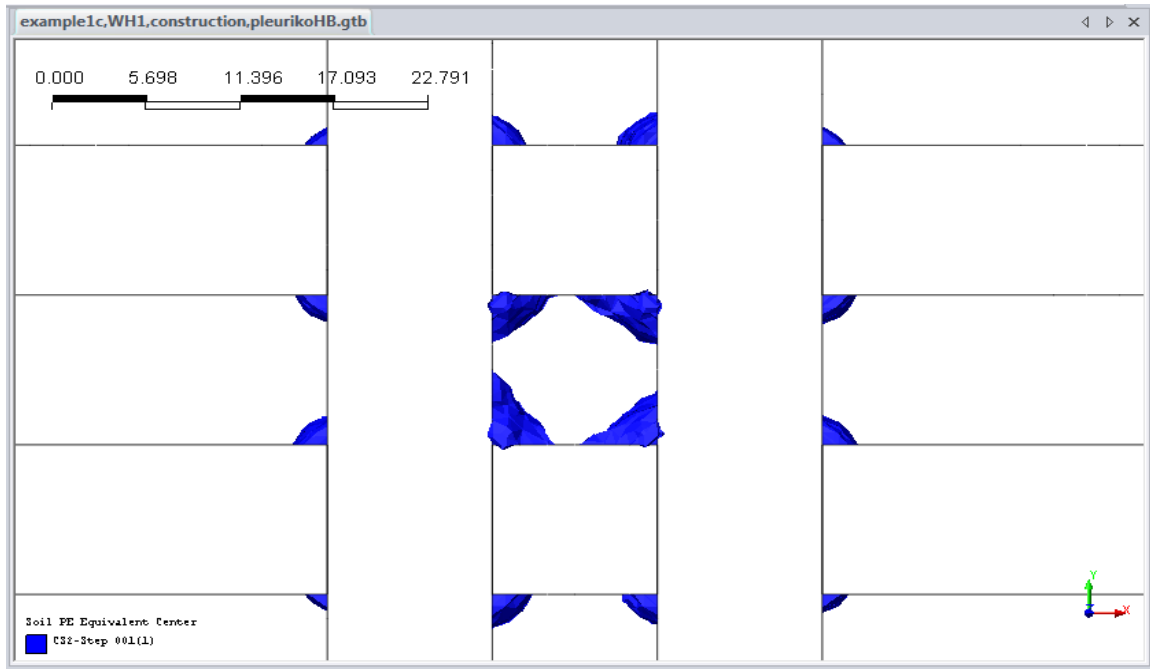 example1c,WH1,construction,pleurikoHB.gtb
0.000 5.698 11.396 17.093 22.791
Y
X
Soil PE Equivalent Center
CS2-Step 001(1)